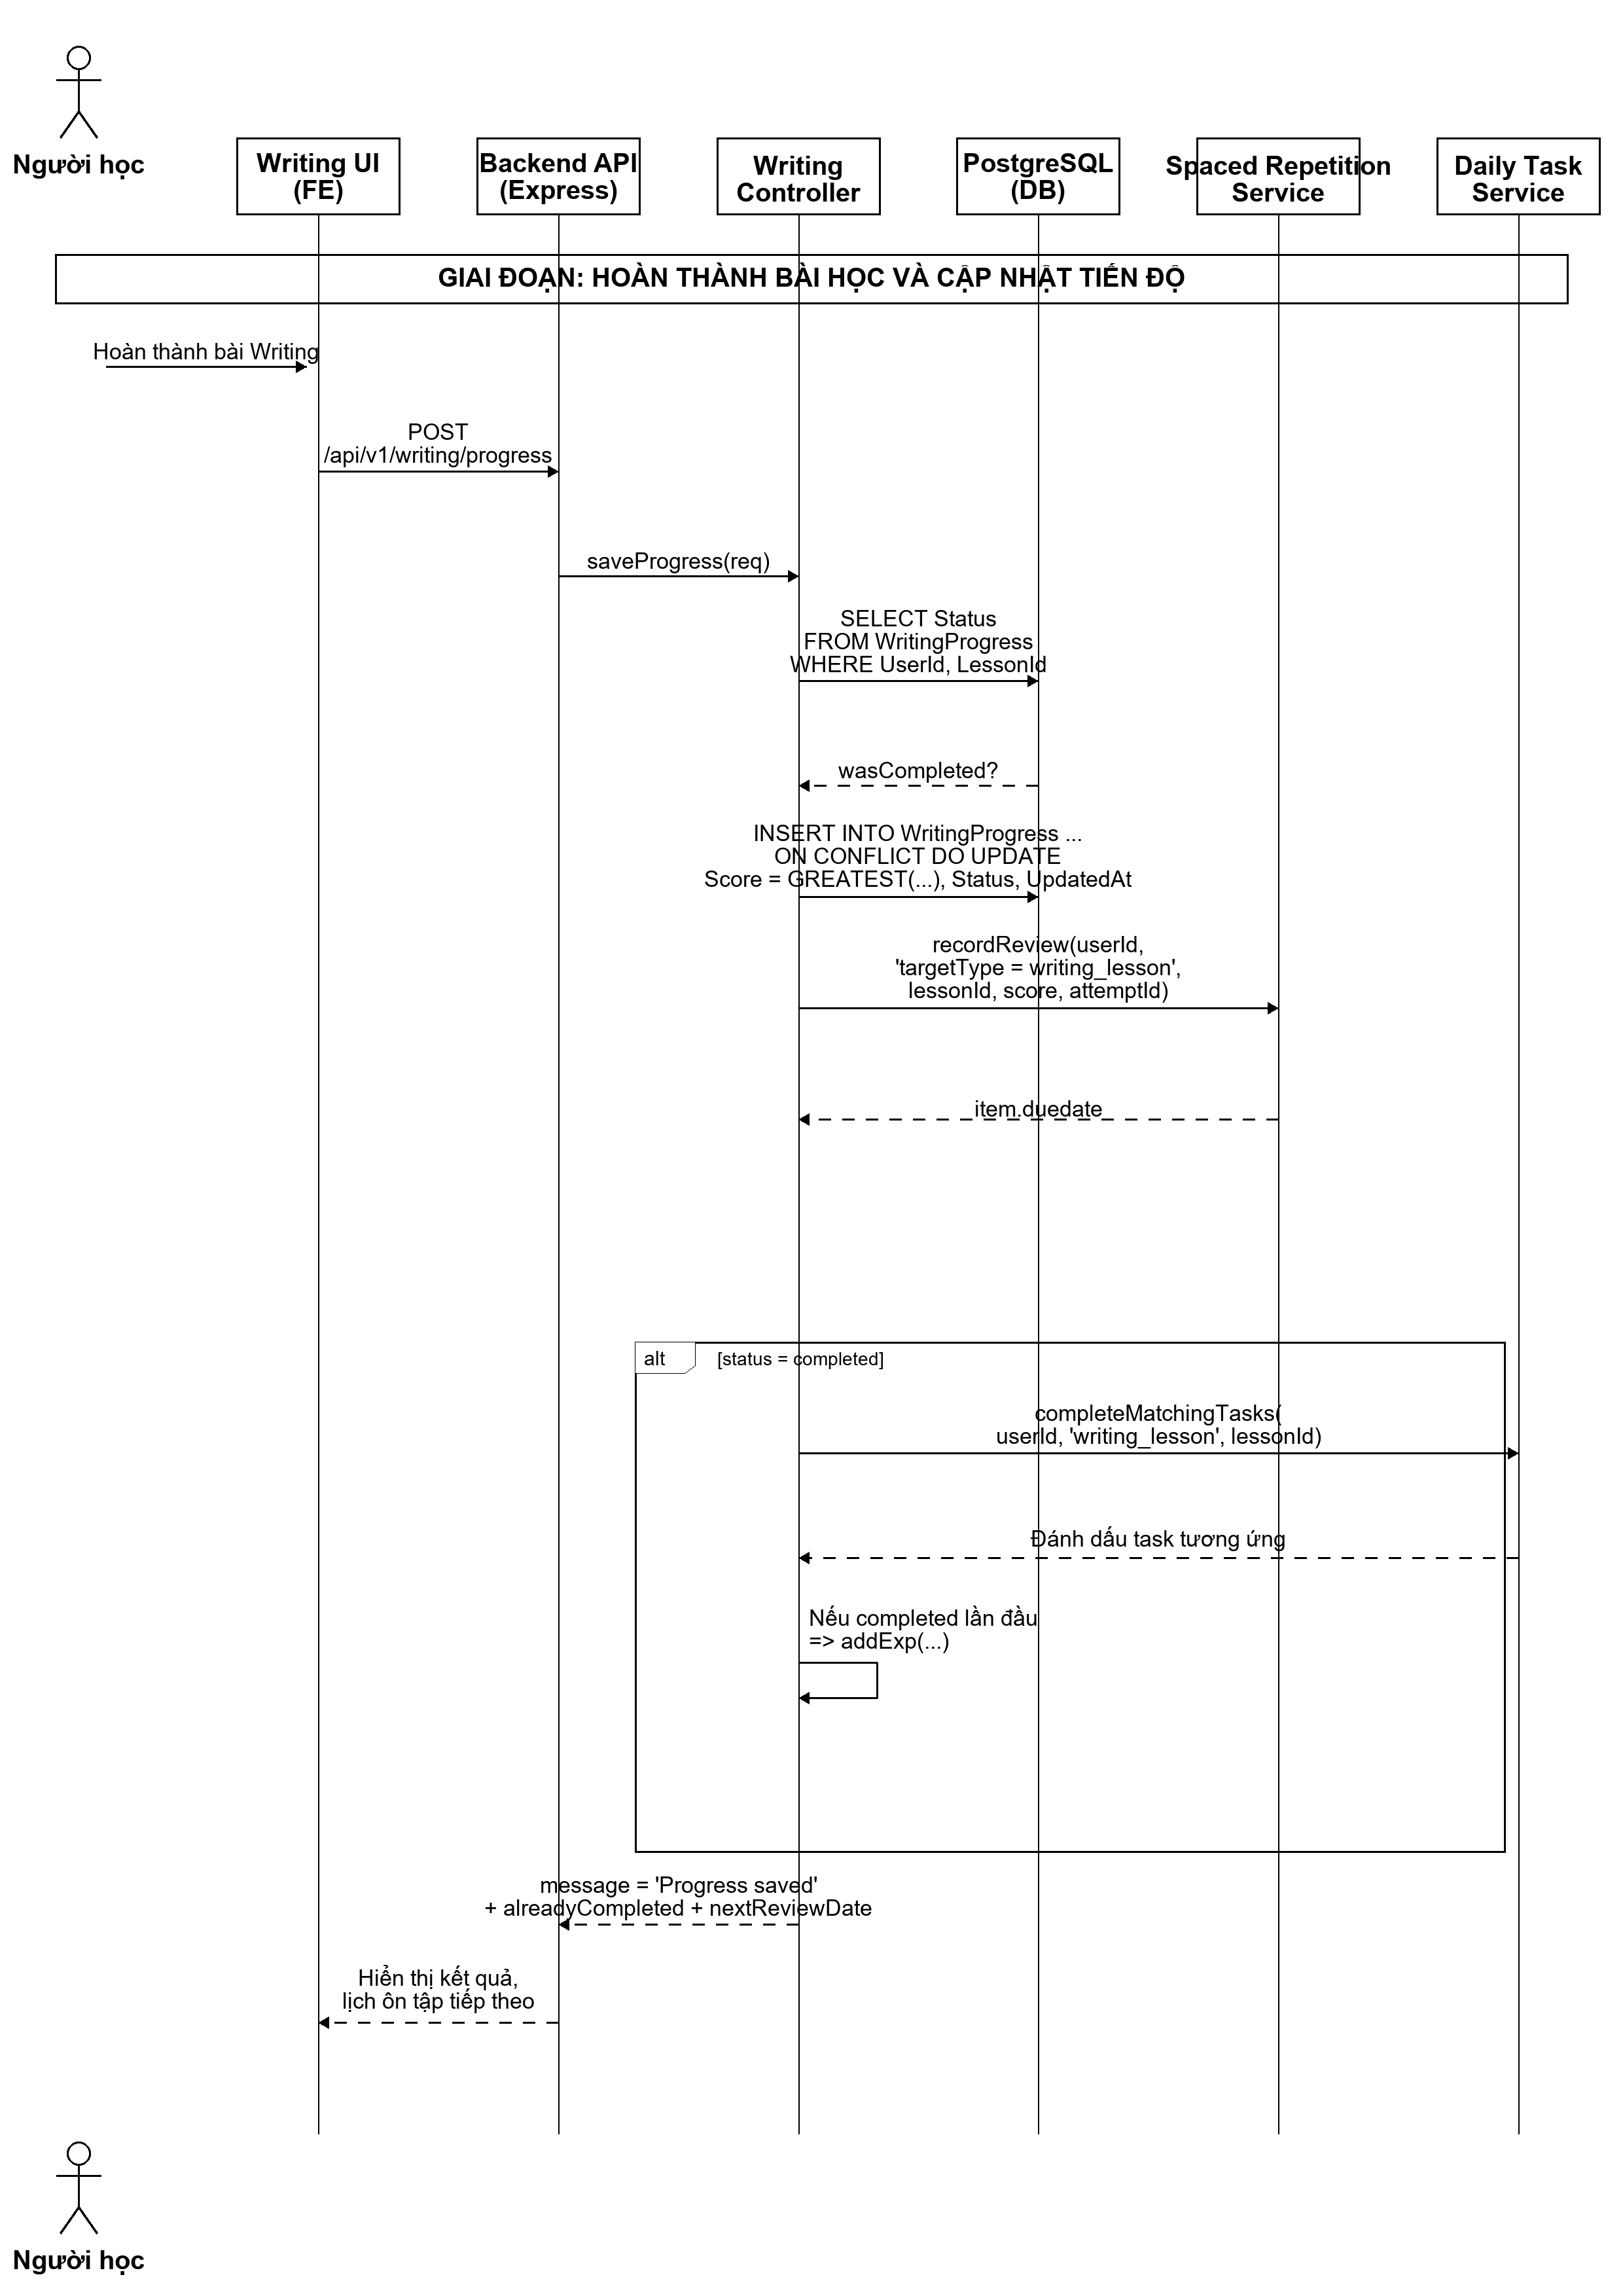 Người học
Writing UI
(FE)
Backend API
(Express)
Writing
Controller
PostgreSQL
(DB)
Spaced Repetition
Service
Daily Task
Service
GIAI ĐOẠN: HOÀN THÀNH BÀI HỌC VÀ CẬP NHẬT TIẾN ĐỘ
Hoàn thành bài Writing
POST
/api/v1/writing/progress
saveProgress(req)
SELECT Status
FROM WritingProgress
WHERE UserId, LessonId
wasCompleted?
INSERT INTO WritingProgress ...
ON CONFLICT DO UPDATE
Score = GREATEST(...), Status, UpdatedAt
recordReview(userId,
'targetType = writing_lesson',
lessonId, score, attemptId)
item.duedate
alt
[status = completed]
completeMatchingTasks(
userId, 'writing_lesson', lessonId)
Đánh dấu task tương ứng
Nếu completed lần đầu
=> addExp(...)
message = 'Progress saved'
+ alreadyCompleted + nextReviewDate
Hiển thị kết quả,
lịch ôn tập tiếp theo
Người học